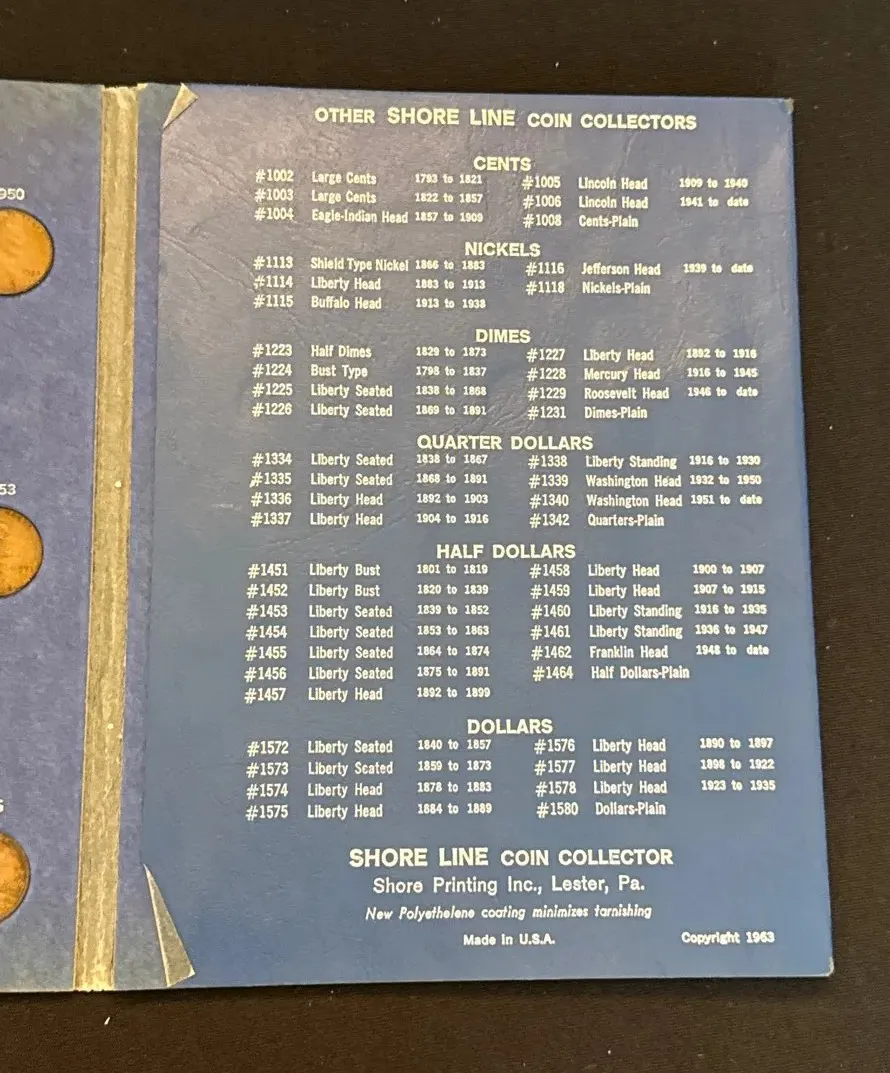 950
53
OTHER SHORE LINE COIN COLLECTORS
CENTS
#1002 Large Cents 1793 to 1821 #1005 Lincoln Head 1909 to 1940
#1003 Large Cents 1822 to 1857 #1006 Lincoln Head 1941 to date
#1004 Eagle-Indian Head 1857 to 1909 #1008 Cents-Plain
NICKELS
#1113 Shield Type Nickel 1866 to 1883 #1116 Jefferson Head 1939 to date
#1114 Liberty Head 1883 to 1913 #1118 Nickels-Plain
#1115 Buffalo Head 1913 to 1938
DIMES
#1223 Half Dimes 1829 to 1873 #1227 Liberty Head 1892 to 1916
#1224 Bust Type 1798 to 1837 #1228 Mercury Head 1916 to 1945
#1225 Liberty Seated 1838 to 1868 #1229 Roosevelt Head 1946 to date
#1226 Liberty Seated 1869 to 1891 #1231 Dimes-Plain
QUARTER DOLLARS
#1334 Liberty Seated 1838 to 1867 #1338 Liberty Standing 1916 to 1930
#1335 Liberty Seated 1868 to 1891 #1339 Washington Head 1932 to 1950
#1336 Liberty Head 1892 to 1903 #1340 Washington Head 1951 to date
#1337 Liberty Head 1904 to 1916 #1342 Quarters-Plain
HALF DOLLARS
#1451 Liberty Bust 1801 to 1819 #1458 Liberty Head 1900 to 1907
#1452 Liberty Bust 1820 to 1839 #1459 Liberty Head 1907 to 1915
#1453 Liberty Seated 1839 to 1852 #1460 Liberty Standing 1916 to 1935
#1454 Liberty Seated 1853 to 1863 #1461 Liberty Standing 1936 to 1947
#1455 Liberty Seated 1864 to 1874 #1462 Franklin Head 1948 to date
#1456 Liberty Seated 1875 to 1891 #1464 Half Dollars-Plain
#1457 Liberty Head 1892 to 1899
DOLLARS
#1572 Liberty Seated 1840 to 1857 #1576 Liberty Head 1890 to 1897
#1573 Liberty Scated 1859 to 1873 #1577 Liberty Head 1898 to 1922
#1574 Liberty Head 1878 to 1883 #1578 Liberty Head 1923 to 1935
#1575 Liberty Head 1884 to 1889 #1580 Dollars-Plain
SHORE LINE COIN COLLECTOR
Shore Printing Inc., Lester, Pa.
New Polyethelene coating minimizes tarnishing
Made in U.S.A. Copyright 1963